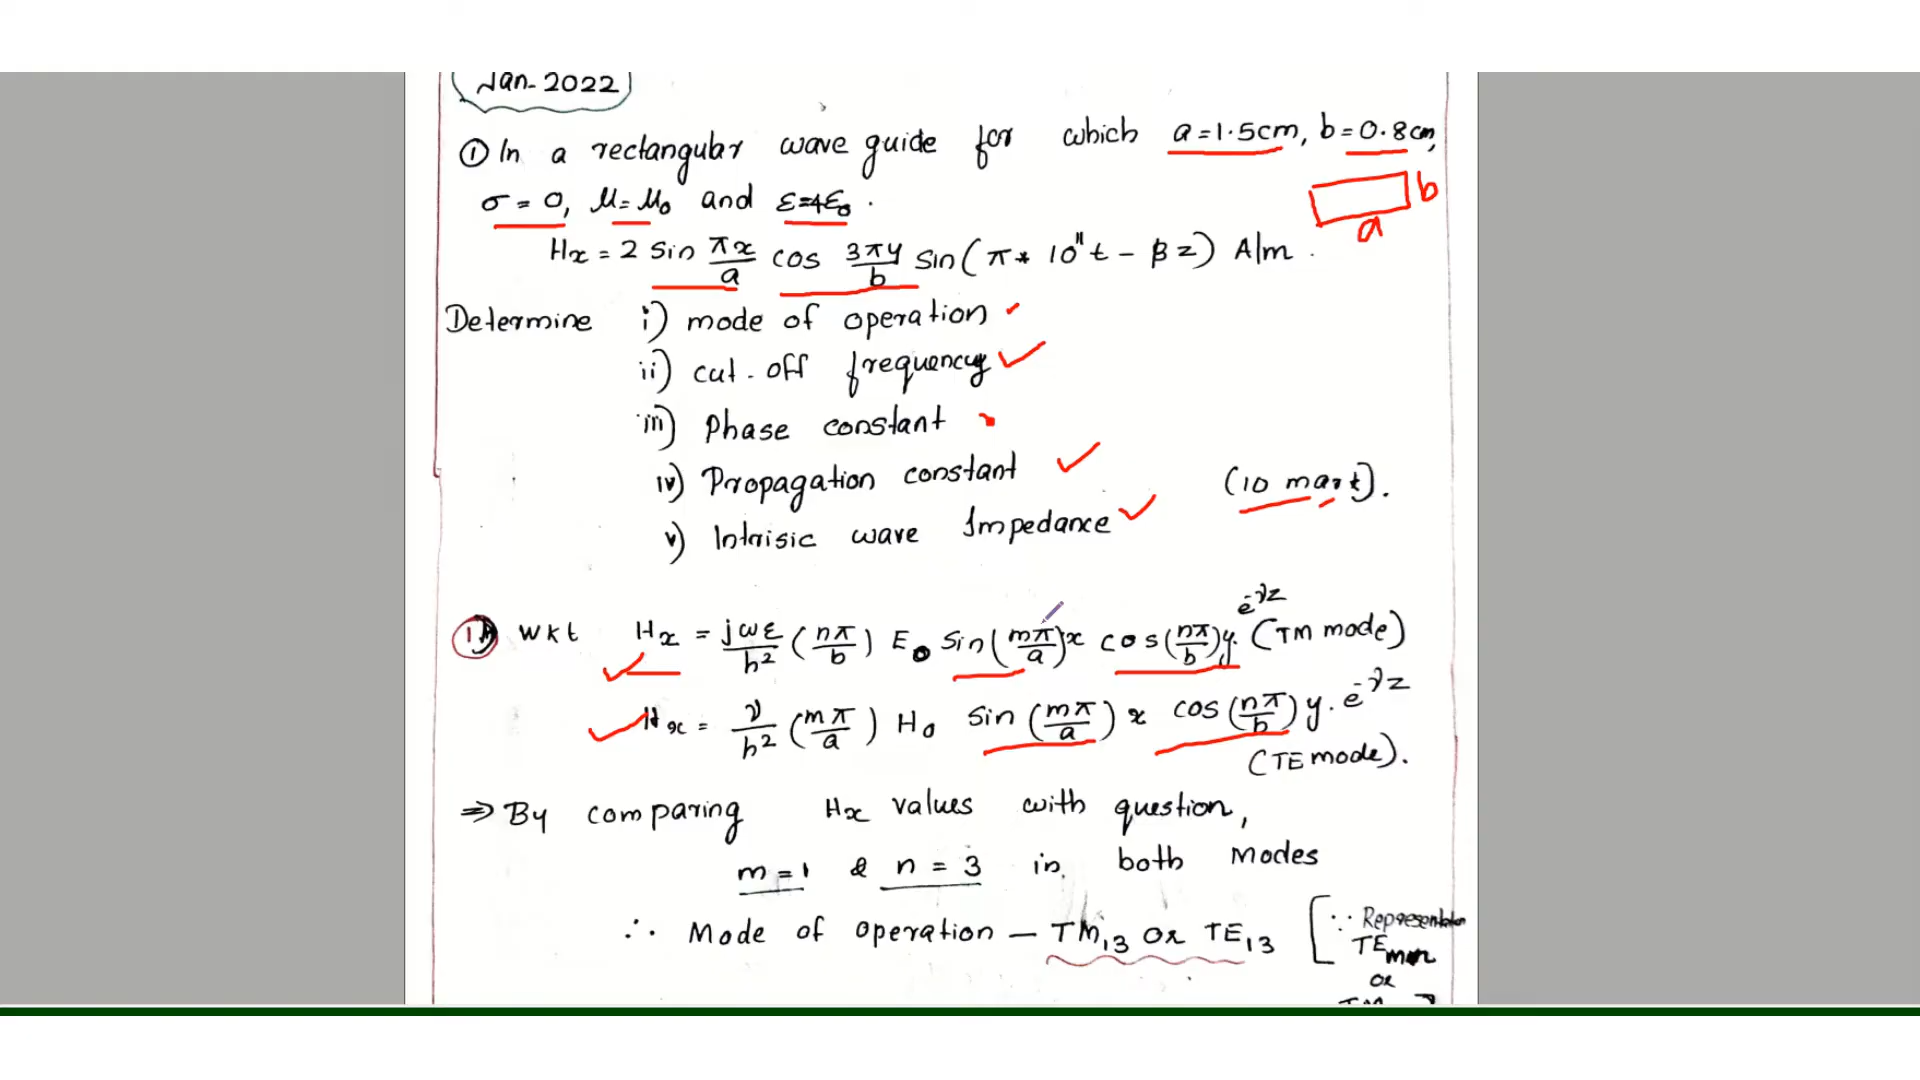 Jan-2022
① In a rectangular wave guide for which a=1.5cm, b=0.8cm,
σ = 0, μ = μ₀ and ε=4ε₀.
b
a
Hx = 2 sin πx/a cos 3πy/b sin(π* 10¹¹t - βz) A/m.
Determine i) mode of operation
ii) cut-off frequency
iii) Phase constant
iv) Propagation constant (10 mark).
v) Intrisic wave Impedance
1) Wkt Hx = jωε/h² (nπ/b) E₀ sin(mπ/a)x cos(nπ/b)y. e^-γz (TM mode)
Hx = γ/h² (mπ/a) H₀ sin(mπ/a)x cos(nπ/b)y. e^-γz
(TE mode).
⇒ By comparing Hx values with question,
m=1 & n = 3 in both modes
∴ Mode of operation – TM₁₃ or TE₁₃ [∵ Representation
TEmn
or